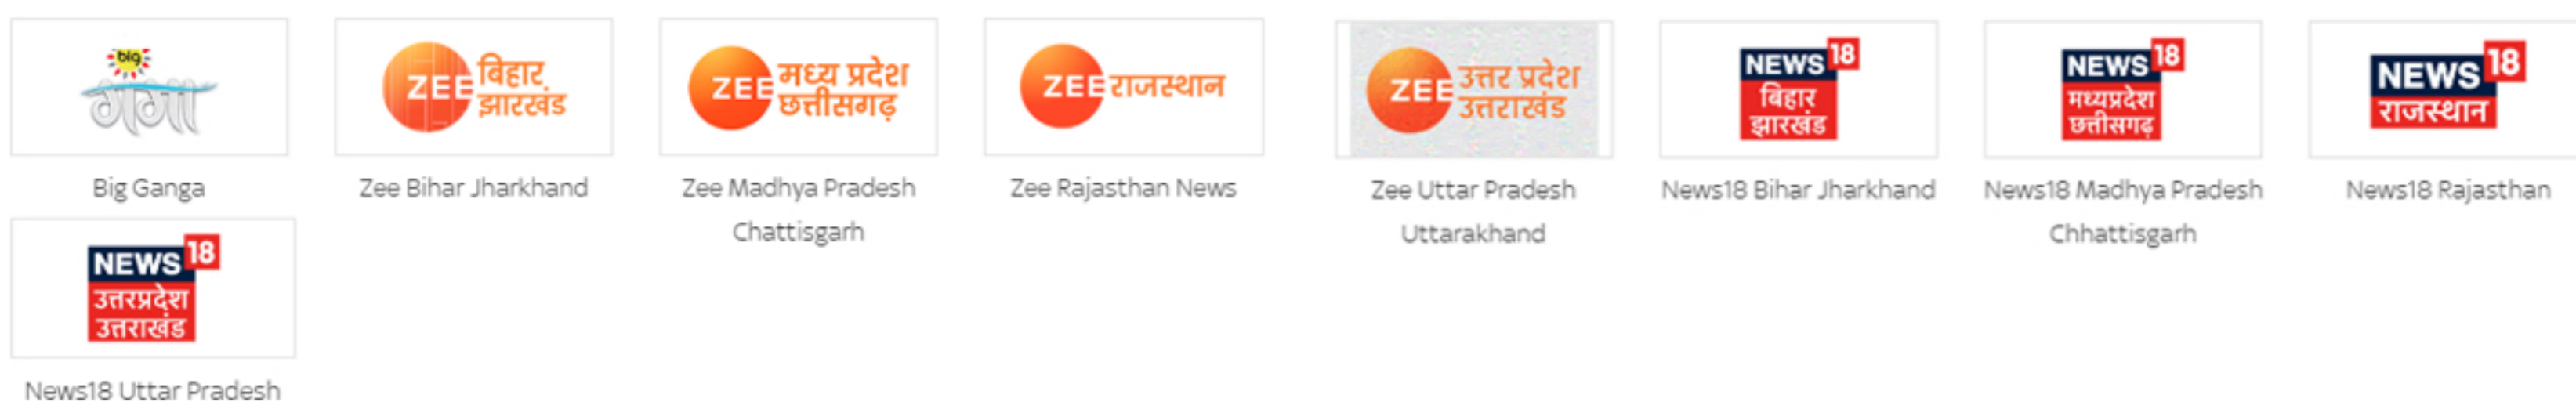 big
गंगा
ZEE बिहार झारखंड
ZEE मध्य प्रदेश छत्तीसगढ़
ZEE राजस्थान
ZEE उत्तर प्रदेश उत्तराखंड
NEWS 18 बिहार झारखंड
NEWS 18 मध्यप्रदेश छत्तीसगढ़
NEWS 18 राजस्थान
Big Ganga
Zee Bihar Jharkhand
Zee Madhya Pradesh
Chattisgarh
Zee Rajasthan News
Zee Uttar Pradesh
Uttarakhand
News18 Bihar Jharkhand
News18 Madhya Pradesh
Chhattisgarh
News18 Rajasthan
NEWS 18
उत्तरप्रदेश
उत्तराखंड
News18 Uttar Pradesh